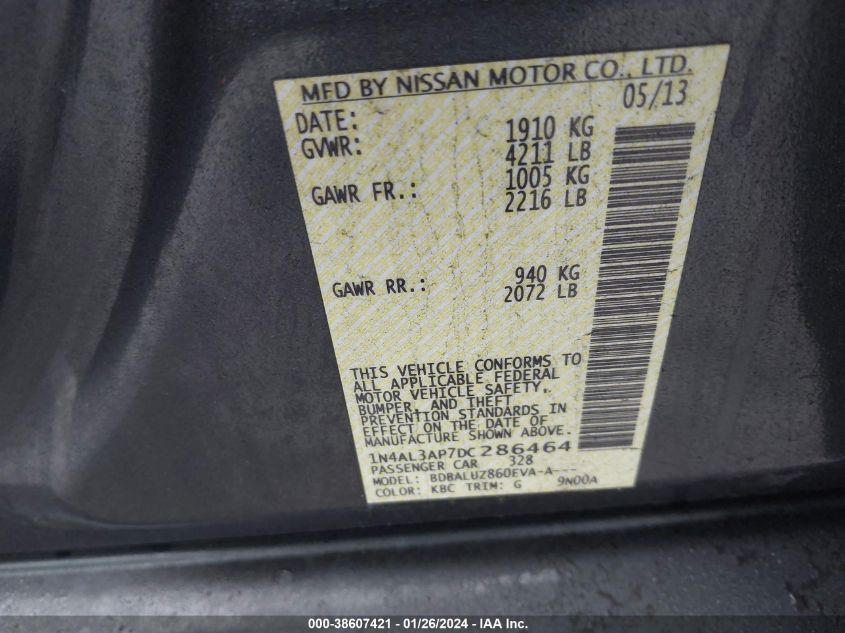 MFD BY NISSAN MOTOR CO., LTD.
DATE: 05/13
GVWR: 1910 KG
4211 LB
GAWR FR.: 1005 KG
2216 LB
GAWR RR.: 940 KG
2072 LB
THIS VEHICLE CONFORMS TO
ALL APPLICABLE FEDERAL
MOTOR VEHICLE SAFETY,
BUMPER, AND THEFT
PREVENTION STANDARDS IN
EFFECT ON THE DATE OF
MANUFACTURE SHOWN ABOVE.
1N4AL3AP7DC286464
PASSENGER CAR 328
MODEL: BDBALUZ860EVA-A---
COLOR: KBC TRIM: G 9N00A
000-38607421 - 01/26/2024 - IAA Inc.